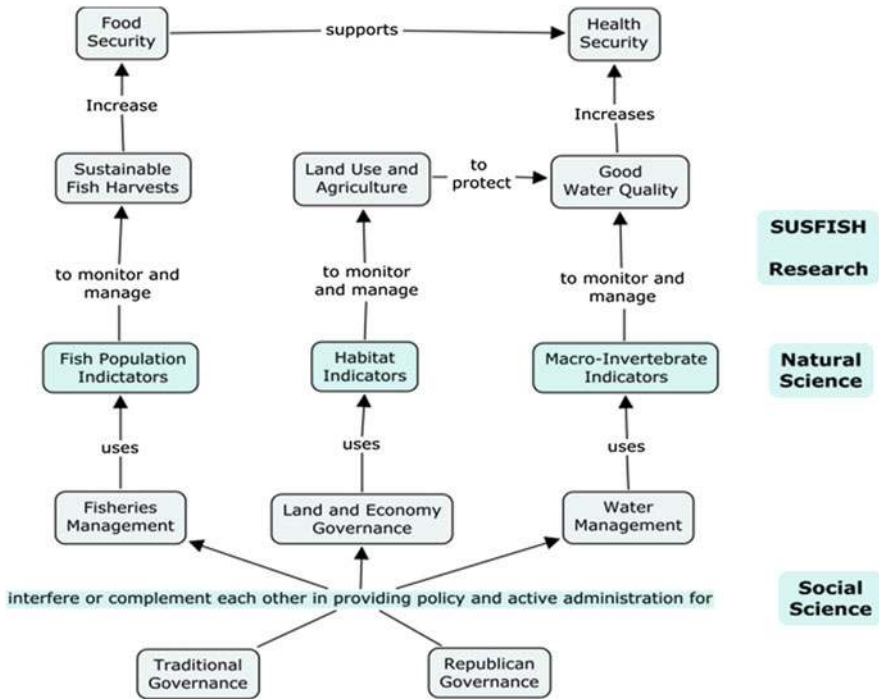 Food
Security
supports
Health
Security
Increase
Increases
Sustainable
Fish Harvests
Land Use and
Agriculture
to
protect
Good
Water Quality
SUSFISH
Research
to monitor and
manage
to monitor
and manage
to monitor and
manage
Fish Population
Indictators
Habitat
Indicators
Macro-Invertebrate
Indicators
Natural
Science
uses
uses
uses
Fisheries
Management
Land and Economy
Governance
Water
Management
interfere or complement each other in providing policy and active administration for
Social
Science
Traditional
Governance
Republican
Governance